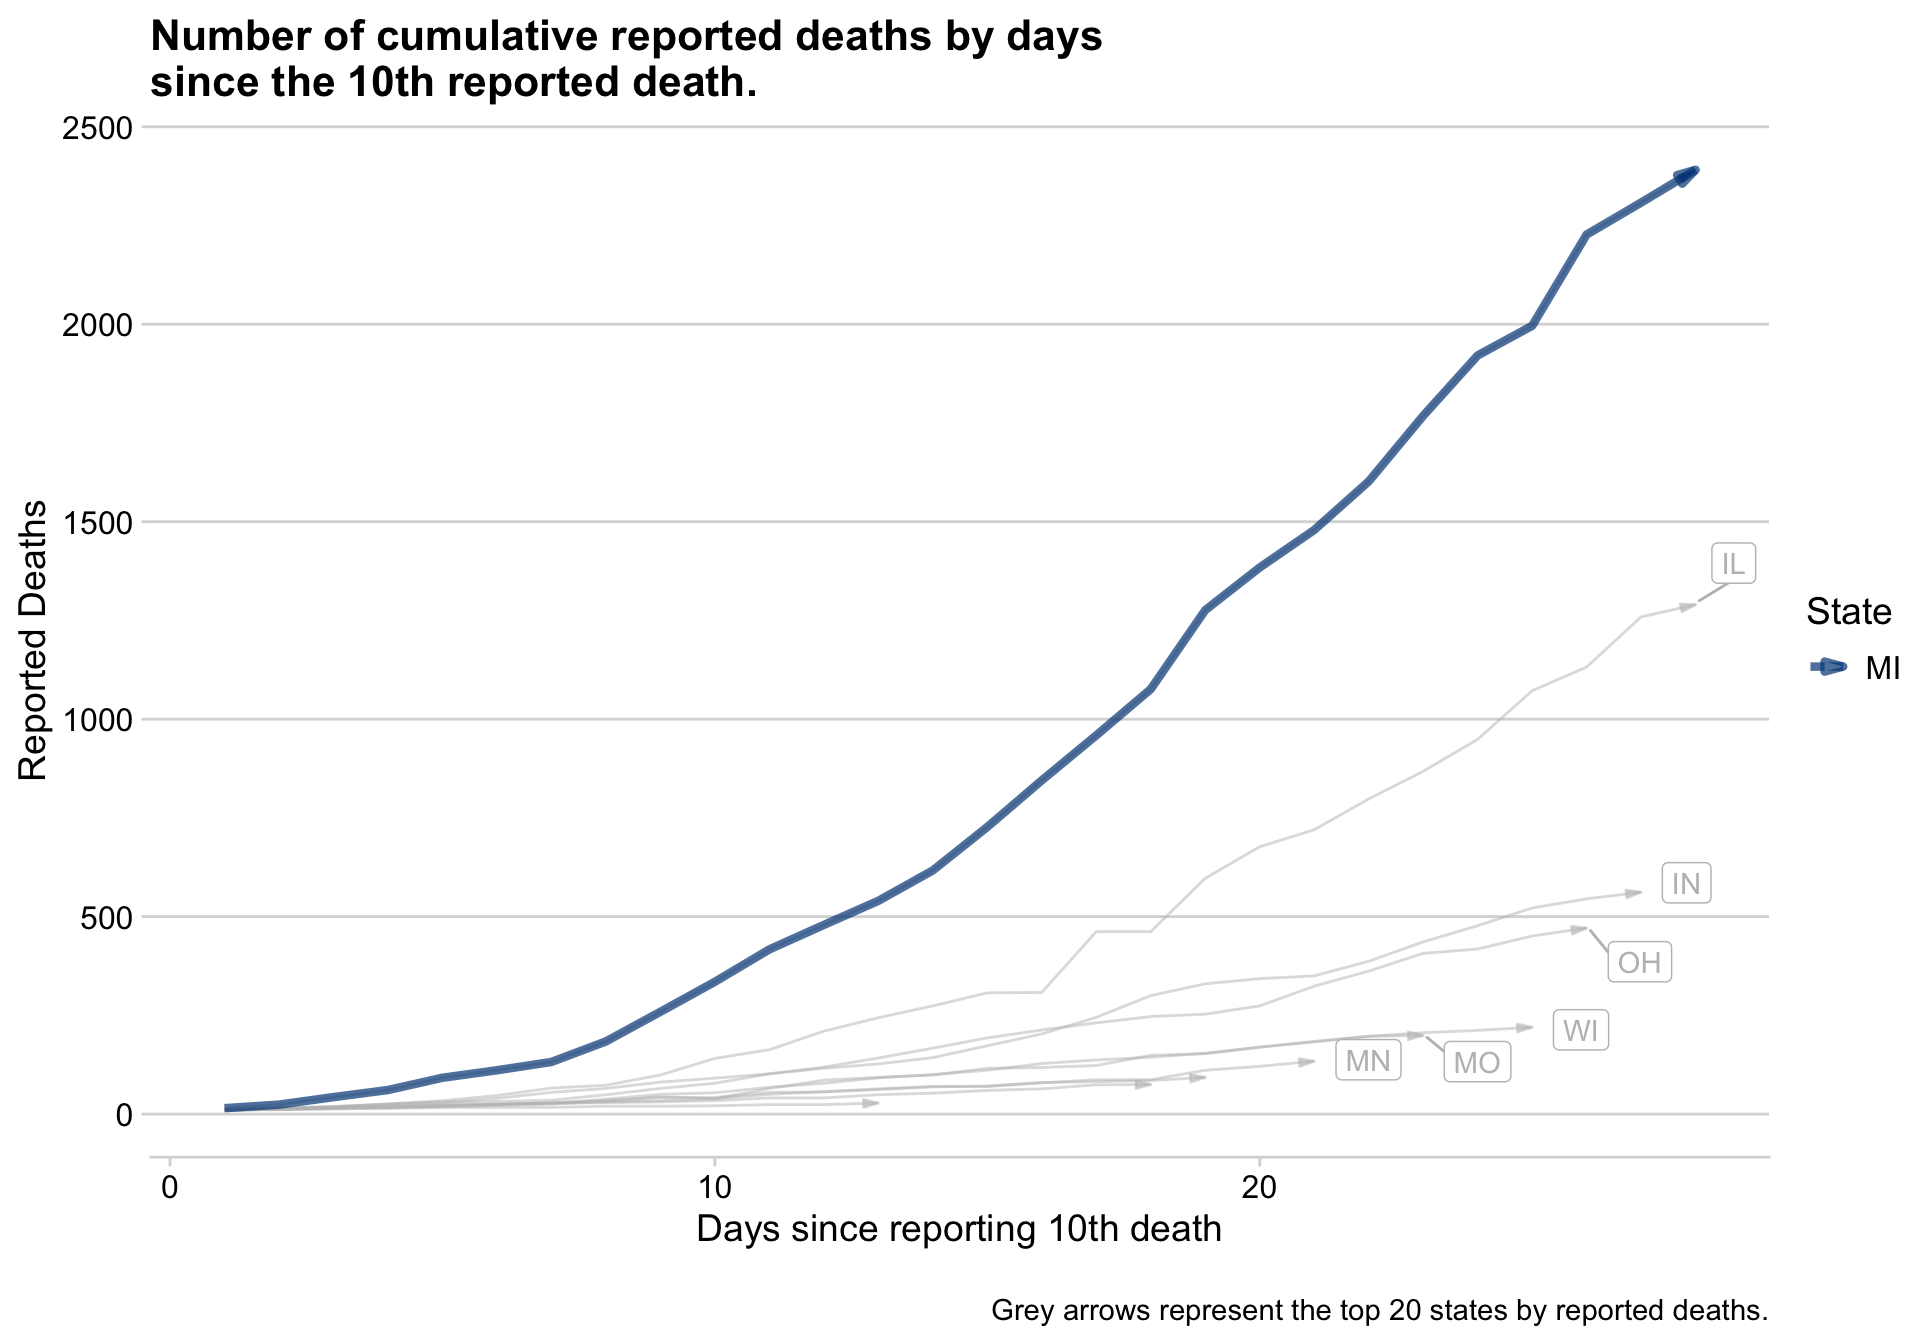 Number of cumulative reported deaths by days
since the 10th reported death.
2500
2000
1500
1000
500
0
Reported Deaths
IL
IN
OH
WI
MN
MO
State
MI
0
10
20
Days since reporting 10th death
Grey arrows represent the top 20 states by reported deaths.